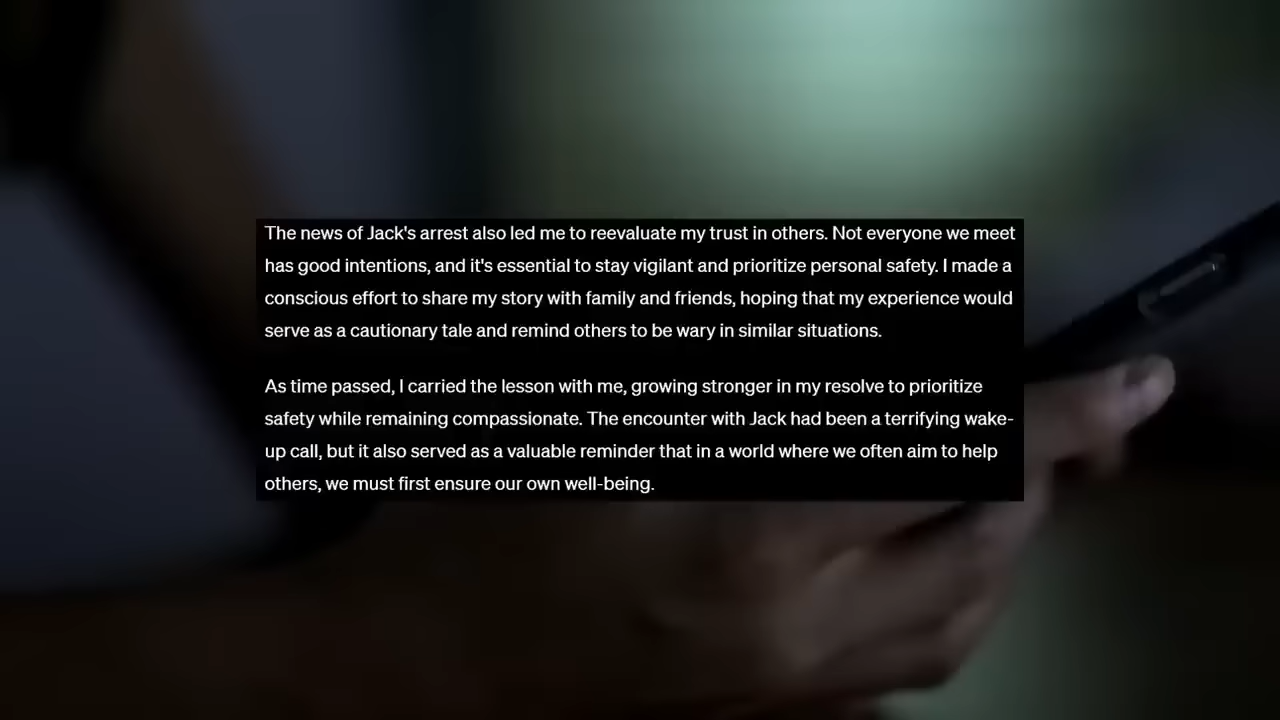 The news of Jack's arrest also led me to reevaluate my trust in others. Not everyone we meet
has good intentions, and it's essential to stay vigilant and prioritize personal safety. I made a
conscious effort to share my story with family and friends, hoping that my experience would
serve as a cautionary tale and remind others to be wary in similar situations.
As time passed, I carried the lesson with me, growing stronger in my resolve to prioritize
safety while remaining compassionate. The encounter with Jack had been a terrifying wake-
up call, but it also served as a valuable reminder that in a world where we often aim to help
others, we must first ensure our own well-being.